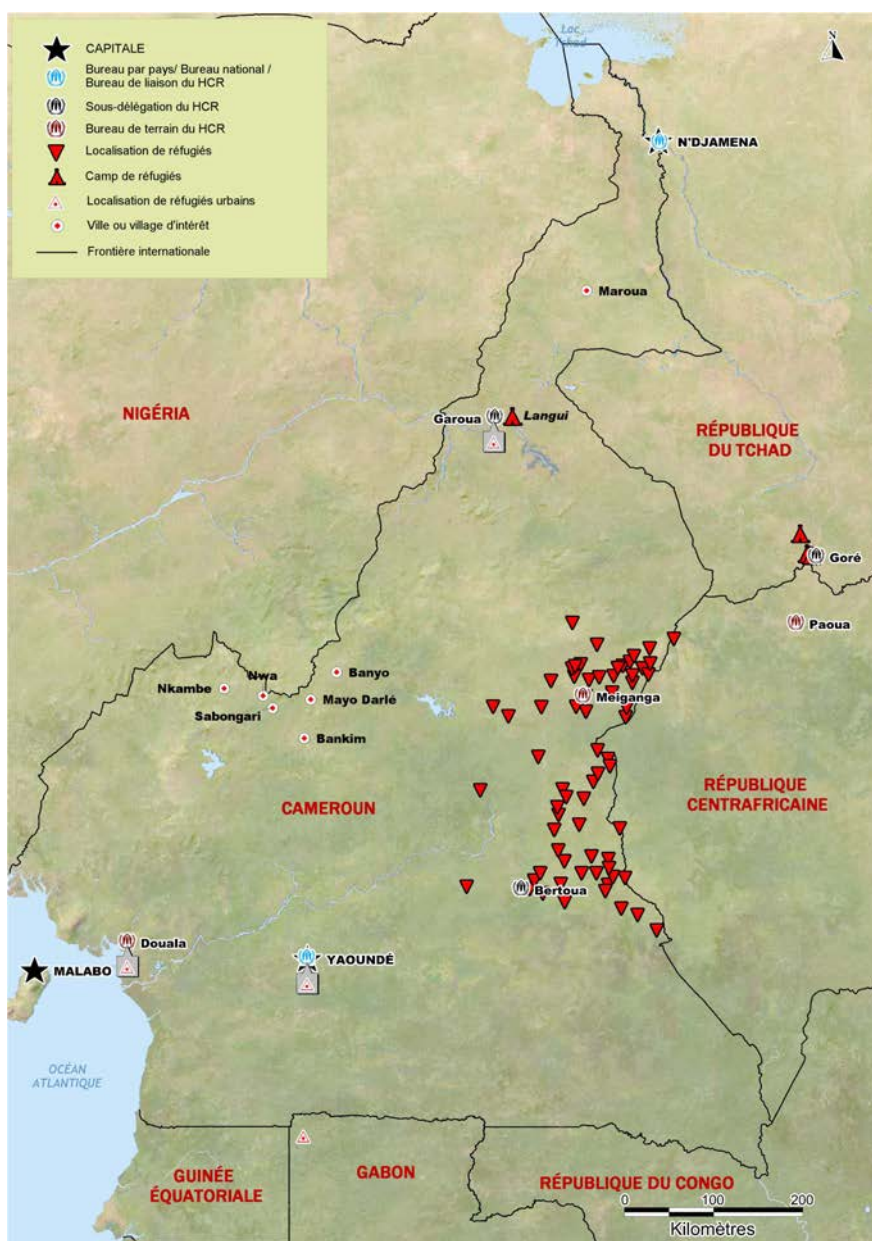 CAPITALE
Bureau par pays/ Bureau national /
Bureau de liaison du HCR
Sous-délégation du HCR
Bureau de terrain du HCR
Localisation de réfugiés
Camp de réfugiés
Localisation de réfugiés urbains
Ville ou village d'intérêt
Frontière internationale
Lac
Tchad
N'DJAMENA
Maroua
NIGÉRIA
Garoua
Langui
RÉPUBLIQUE
DU TCHAD
Goré
Paoua
Banyo
Nwa
Nkambe
Mayo Darlé
Meiganga
Sabongari
Bankim
RÉPUBLIQUE
CENTRAFRICAINE
CAMEROUN
Bertoua
Douala
YAOUNDÉ
MALABO
OCÉAN
ATLANTIQUE
GUINÉE
ÉQUATORIALE
GABON
RÉPUBLIQUE DU CONGO
0 100 200
Kilomètres